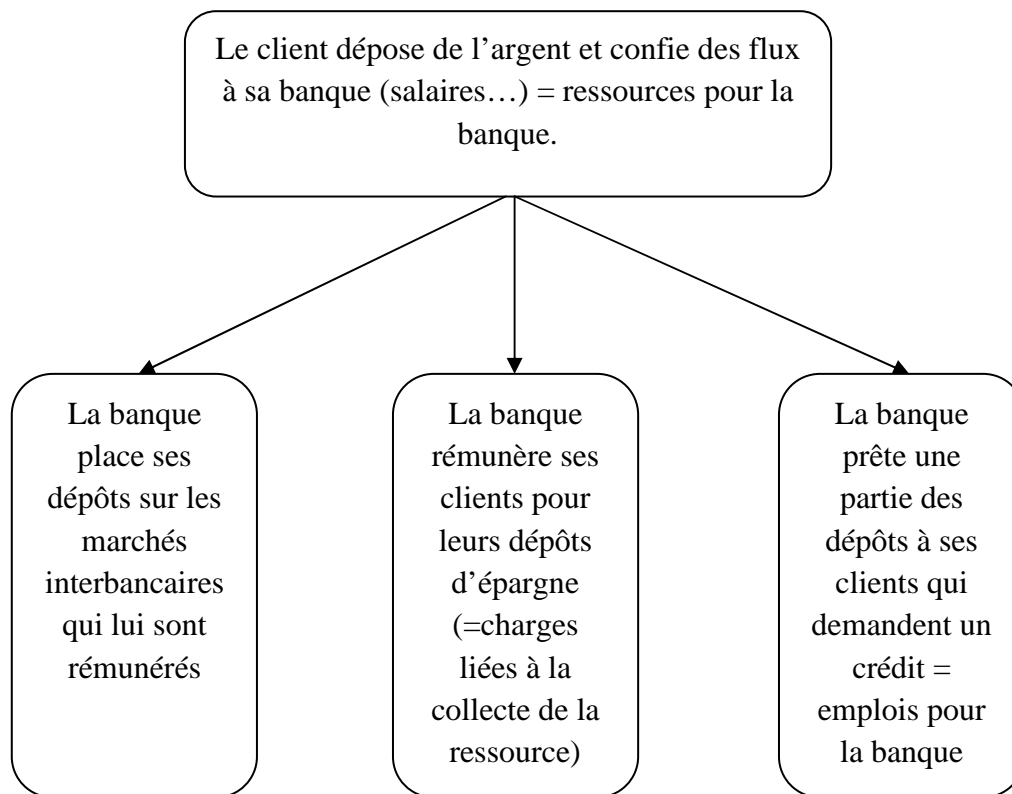 Le client dépose de l’argent et confie des flux
à sa banque (salaires…) = ressources pour la
banque.
La banque
place ses
dépôts sur les
marchés
interbancaires
qui lui sont
rémunérés
La banque
rémunère ses
clients pour
leurs dépôts
d’épargne
(=charges
liées à la
collecte de la
ressource)
La banque
prête une
partie des
dépôts à ses
clients qui
demandent un
crédit =
emplois pour
la banque